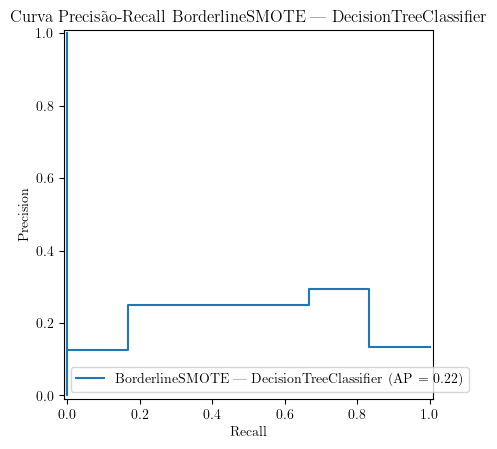 Curva Precisão-Recall BorderlineSMOTE — DecisionTreeClassifier
1.0
0.8
0.6
0.4
0.2
0.0
Precision
BorderlineSMOTE — DecisionTreeClassifier (AP = 0.22)
0.0 0.2 0.4 0.6 0.8 1.0
Recall